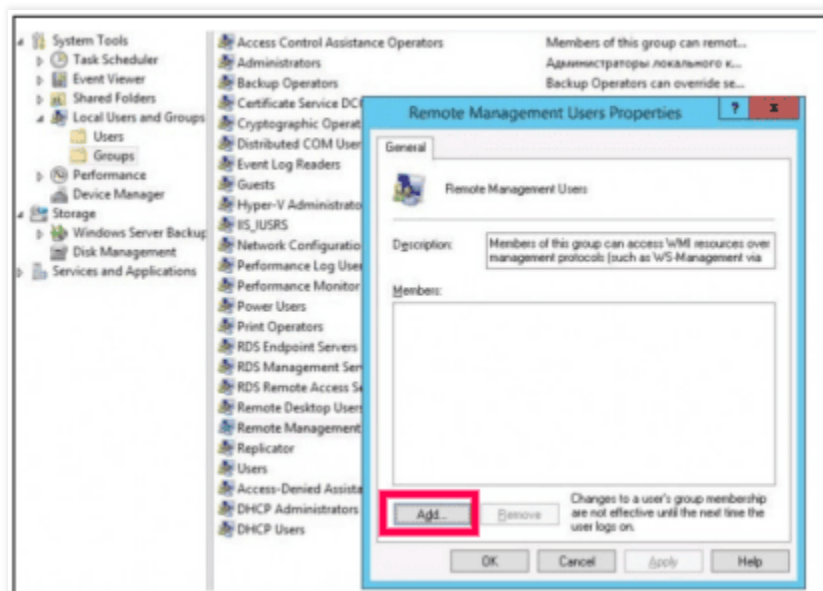 System Tools
Task Scheduler
Event Viewer
Shared Folders
Local Users and Groups
Users
Groups
Performance
Device Manager
Storage
Windows Server Backup
Disk Management
Services and Applications
Access Control Assistance Operators Members of this group can remot...
Administrators Администраторы локального к...
Backup Operators Backup Operators can override se...
Certificate Service DC
Cryptographic Operat
Distributed COM User
Event Log Readers
Guests
Hyper-V Administrato
IIS_IUSRS
Network Configuratio
Performance Log User
Performance Monitor
Power Users
Print Operators
RDS Endpoint Servers
RDS Management Ser
RDS Remote Access Se
Remote Desktop Users
Remote Management
Replicator
Users
Access-Denied Assista
DHCP Administrators
DHCP Users
Remote Management Users Properties ? x
General
Remote Management Users
Description: Members of this group can access WMI resources over
management protocols (such as WS-Management via
Members:
Add... Remove
Changes to a user's group membership
are not effective until the next time the
user logs on.
OK Cancel Apply Help